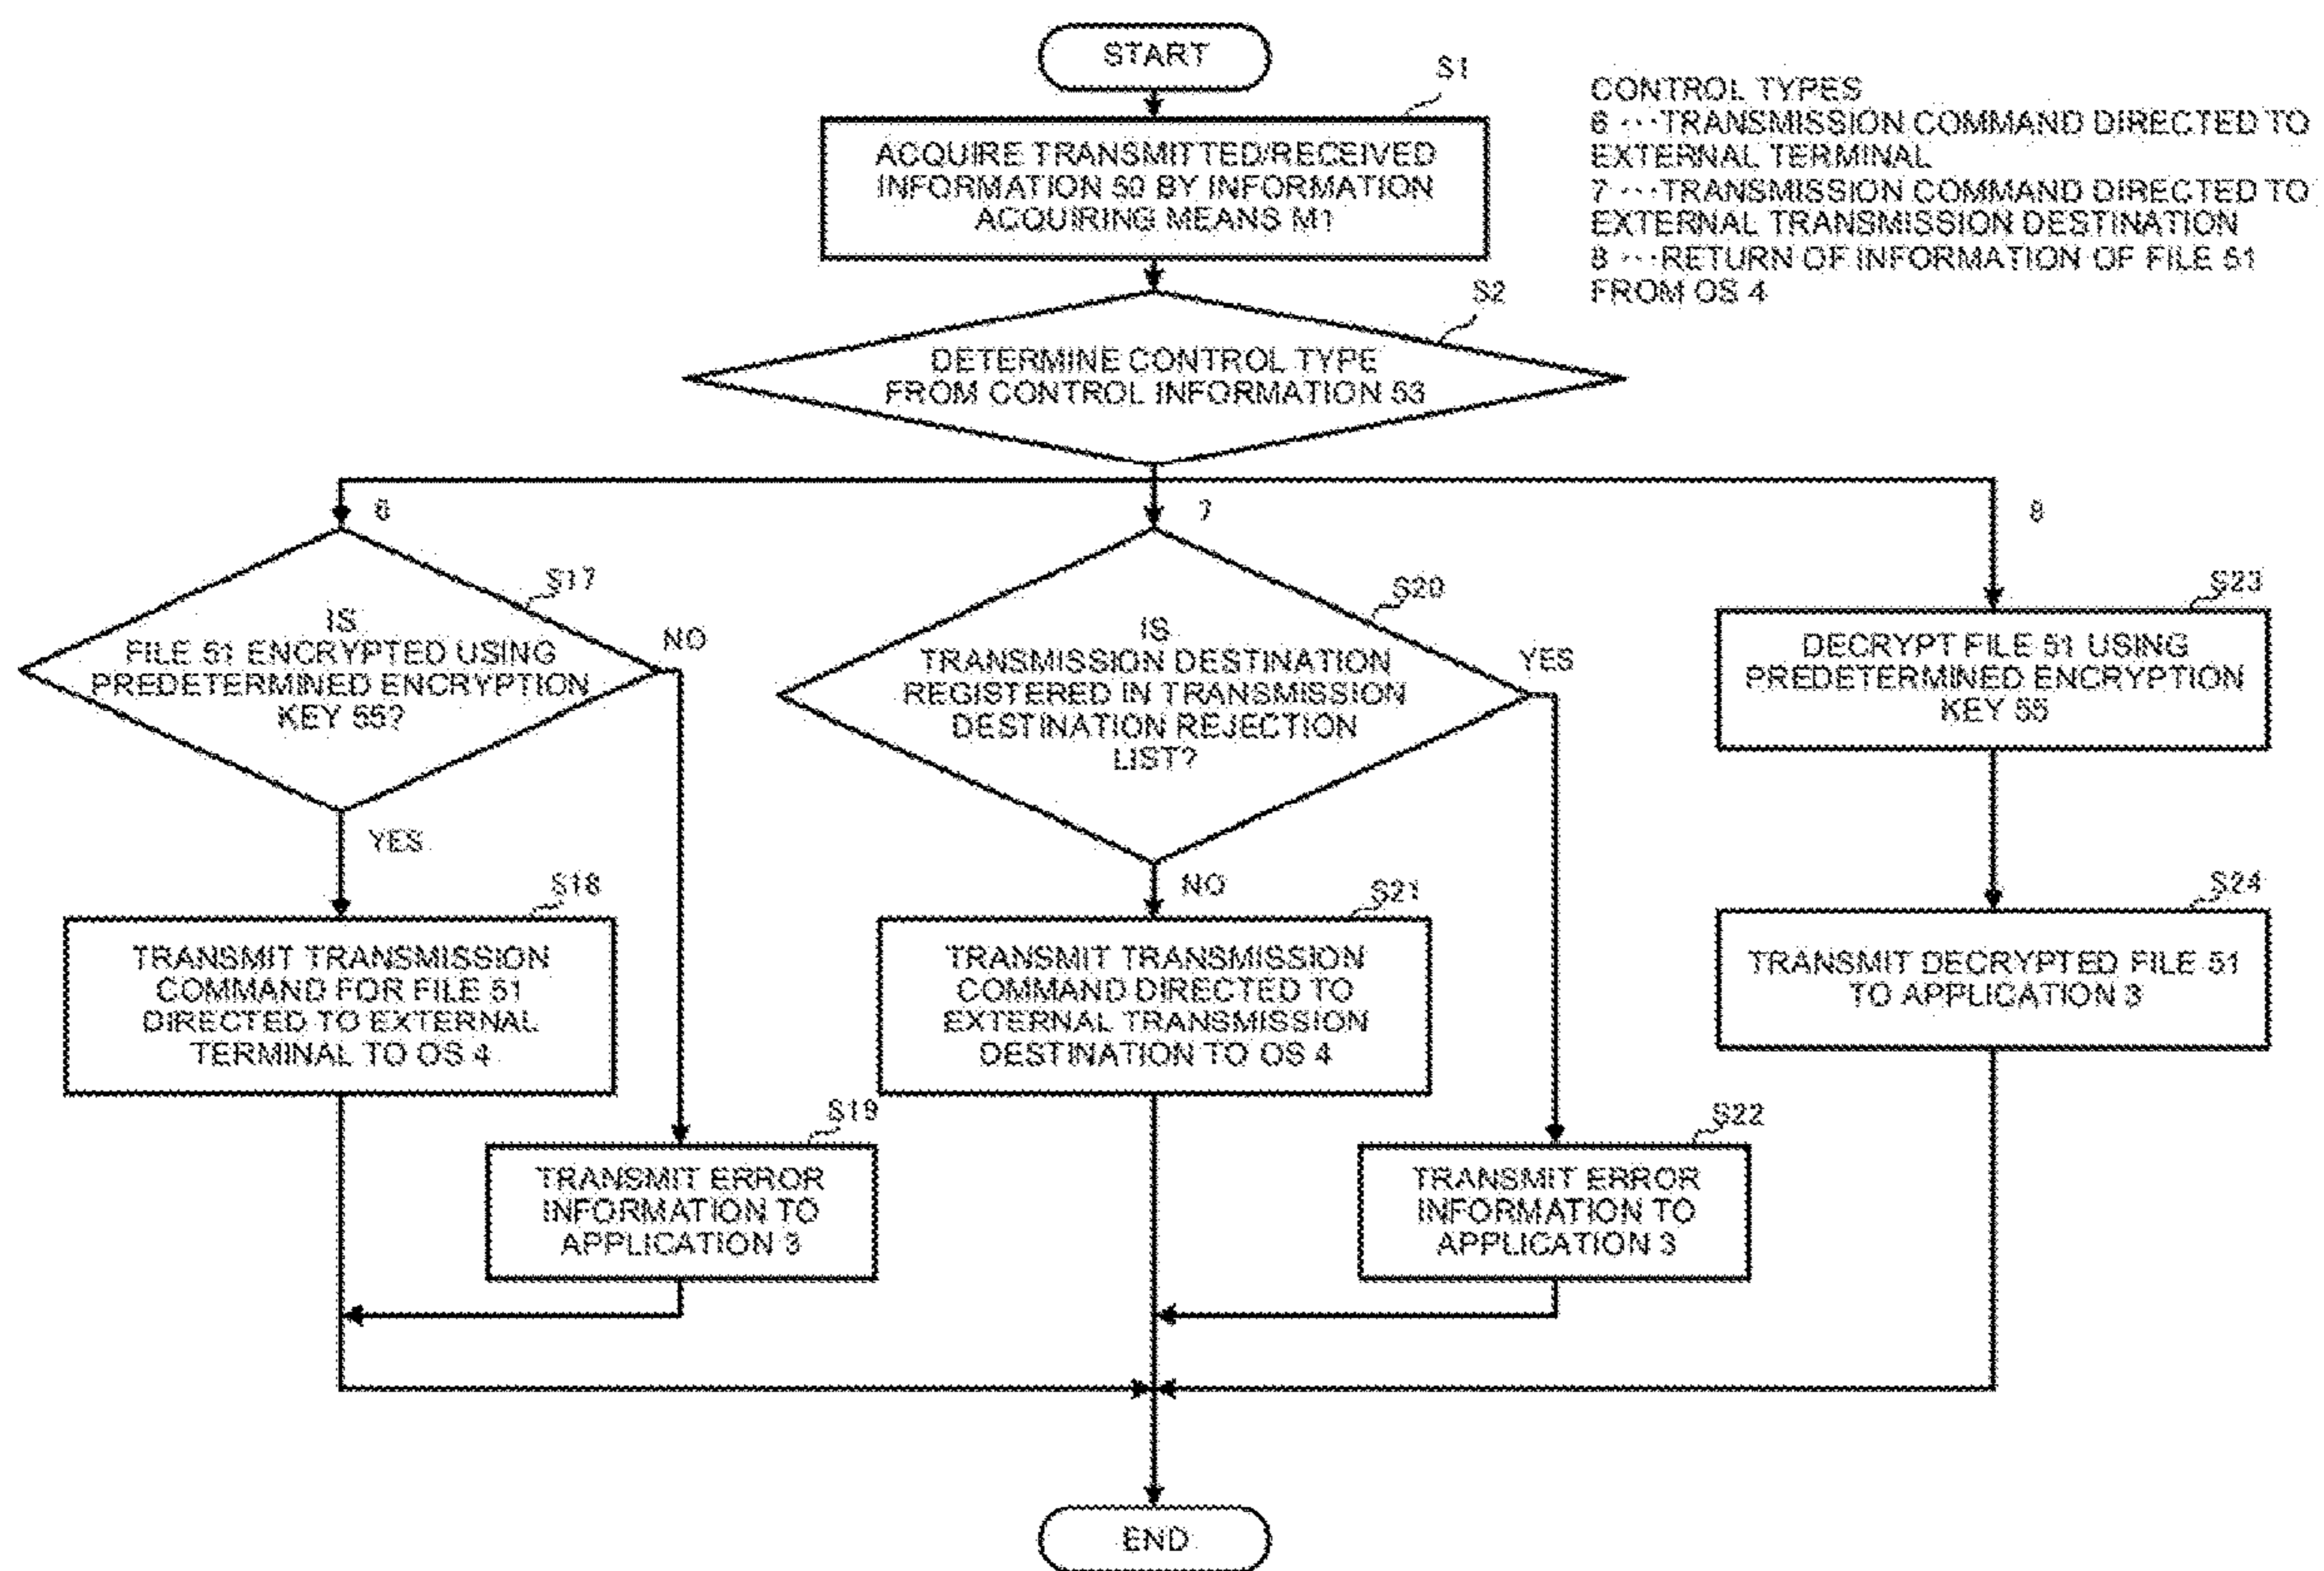 START
S1
ACQUIRE TRANSMITTED/RECEIVED
INFORMATION 50 BY INFORMATION
ACQUIRING MEANS M1
CONTROL TYPES
6 ･･･TRANSMISSION COMMAND DIRECTED TO
EXTERNAL TERMINAL
7 ･･･TRANSMISSION COMMAND DIRECTED TO
EXTERNAL TRANSMISSION DESTINATION
8 ･･･RETURN OF INFORMATION OF FILE 51
FROM OS 4
S2
DETERMINE CONTROL TYPE
FROM CONTROL INFORMATION 53
6
7
8
S17
IS
FILE 51 ENCRYPTED USING
PREDETERMINED ENCRYPTION
KEY 55?
NO
YES
S20
IS
TRANSMISSION DESTINATION
REGISTERED IN TRANSMISSION
DESTINATION REJECTION
LIST?
YES
NO
S23
DECRYPT FILE 51 USING
PREDETERMINED ENCRYPTION
KEY 55
S18
TRANSMIT TRANSMISSION
COMMAND FOR FILE 51
DIRECTED TO EXTERNAL
TERMINAL TO OS 4
S21
TRANSMIT TRANSMISSION
COMMAND DIRECTED TO
EXTERNAL TRANSMISSION
DESTINATION TO OS 4
S24
TRANSMIT DECRYPTED FILE 51
TO APPLICATION 3
S19
TRANSMIT ERROR
INFORMATION TO
APPLICATION 3
S22
TRANSMIT ERROR
INFORMATION TO
APPLICATION 3
END